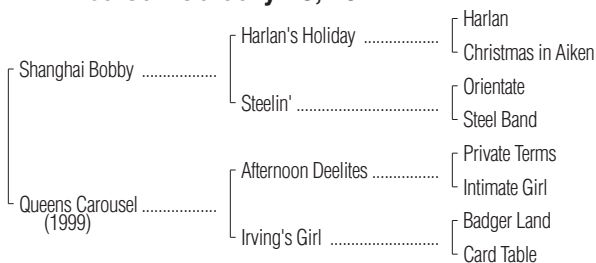 Harlan
Harlan's Holiday ..................
Christmas in Aiken
Shanghai Bobby ..................
Orientate
Steelin' ..................................
Steel Band
Private Terms
Afternoon Deelites ................
Intimate Girl
Queens Carousel ..................
(1999)
Badger Land
Irving's Girl ..........................
Card Table